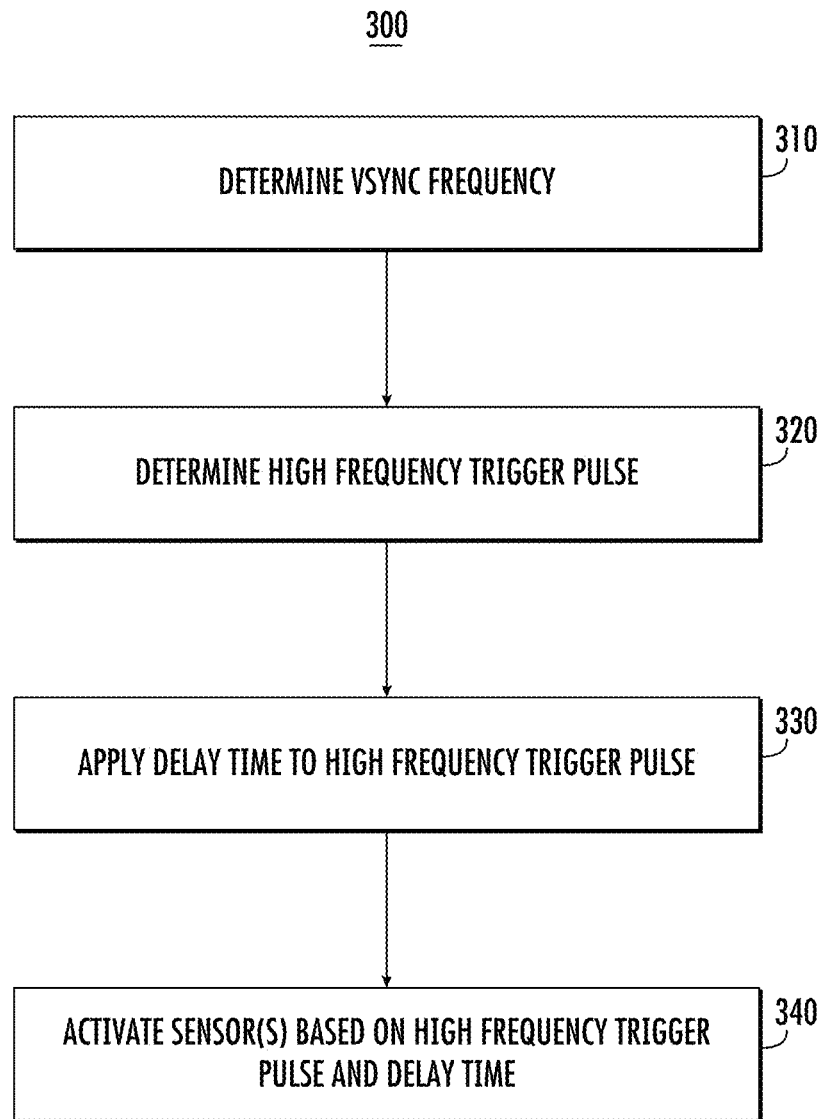 300
310
DETERMINE VSYNC FREQUENCY
320
DETERMINE HIGH FREQUENCY TRIGGER PULSE
330
APPLY DELAY TIME TO HIGH FREQUENCY TRIGGER PULSE
340
ACTIVATE SENSOR(S) BASED ON HIGH FREQUENCY TRIGGER
PULSE AND DELAY TIME